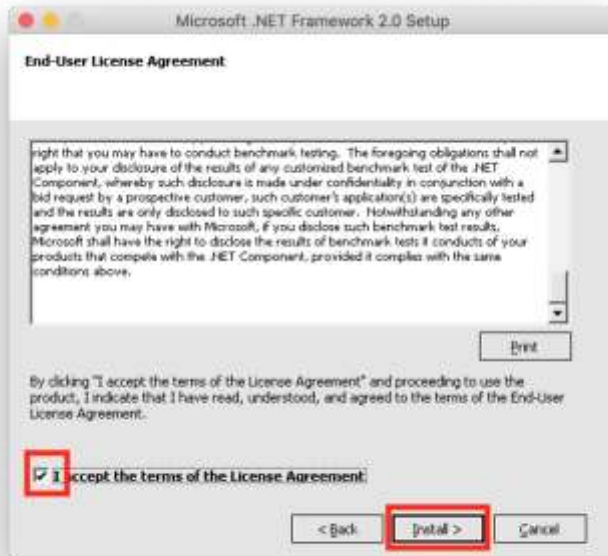 Microsoft .NET Framework 2.0 Setup
End-User License Agreement
right that you may have to conduct benchmark testing. The foregoing obligations shall not
apply to your disclosure of the results of any customized benchmark test of the .NET
Component, whereby such disclosure is made under confidentiality in conjunction with a
bid request by a prospective customer, such customer's application(s) are specifically tested
and the results are only disclosed to such specific customer. Notwithstanding any other
agreement you may have with Microsoft, if you disclose such benchmark test results,
Microsoft shall have the right to disclose the results of benchmark tests it conducts of your
products that compete with the .NET Component, provided it complies with the same
conditions above.
Print
By clicking "I accept the terms of the License Agreement" and proceeding to use the
product, I indicate that I have read, understood, and agreed to the terms of the End-User
License Agreement.
I accept the terms of the License Agreement
< Back
Install >
Cancel